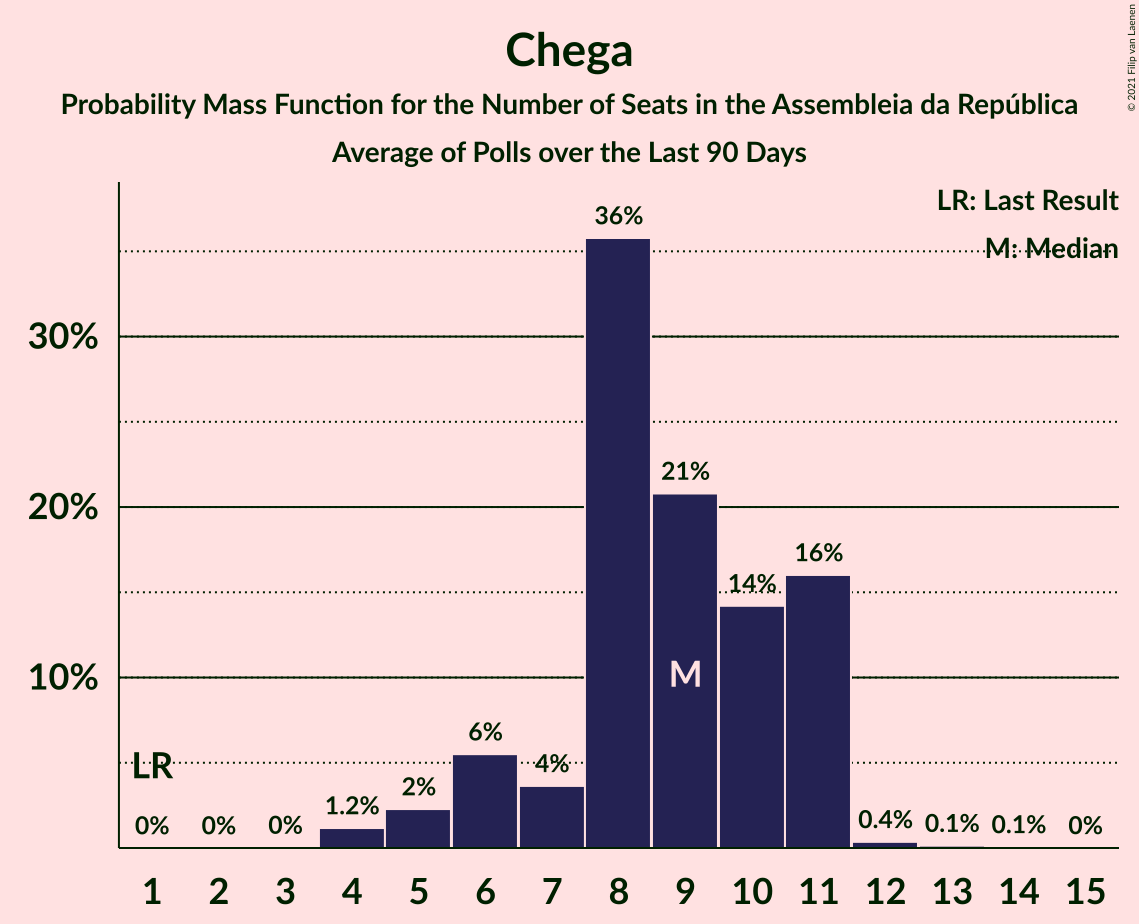 © 2021 Filip van Laenen
Chega
Probability Mass Function for the Number of Seats in the Assembleia da República
Average of Polls over the Last 90 Days
LR: Last Result
M: Median
36%
30%
21%
20%
16%
14%
10%
M
6%
4%
LR
2%
1.2%
0% 0% 0% 0.4% 0.1% 0.1% 0%
1 2 3 4 5 6 7 8 9 10 11 12 13 14 15